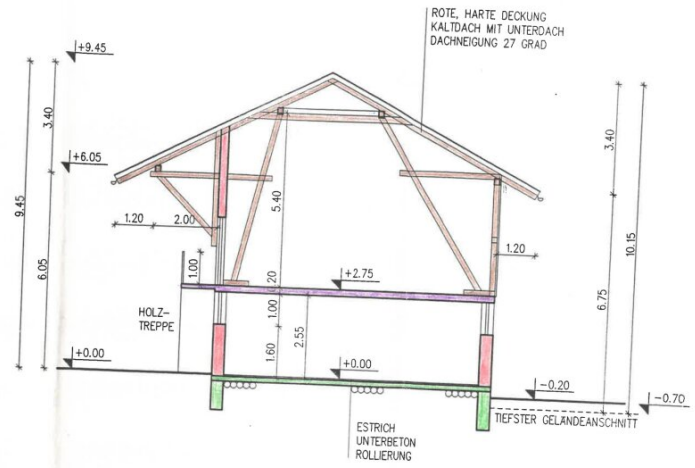 ROTE, HARTE DECKUNG
KALTDACH MIT UNTERDACH
DACHNEIGUNG 27 GRAD
+9.45
3.40
+6.05
9.45
6.05
1.20
2.00
5.40
1.20
3.40
10.15
6.75
1.00
.20
+2.75
HOLZ-
TREPPE
1.00
2.55
1.60
+0.00
+0.00
-0.20
-0.70
TIEFSTER GELÄNDEANSCHNITT
ESTRICH
UNTERBETON
ROLLIERUNG